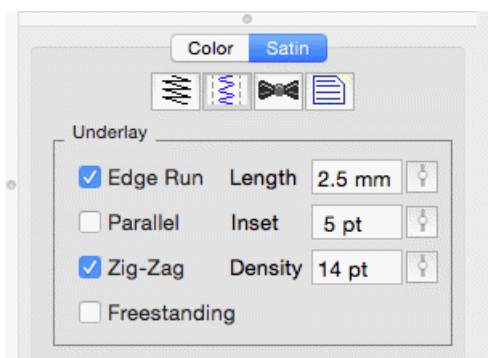 Color Satin
Underlay
Edge Run Length 2.5 mm
Parallel Inset 5 pt
Zig-Zag Density 14 pt
Freestanding